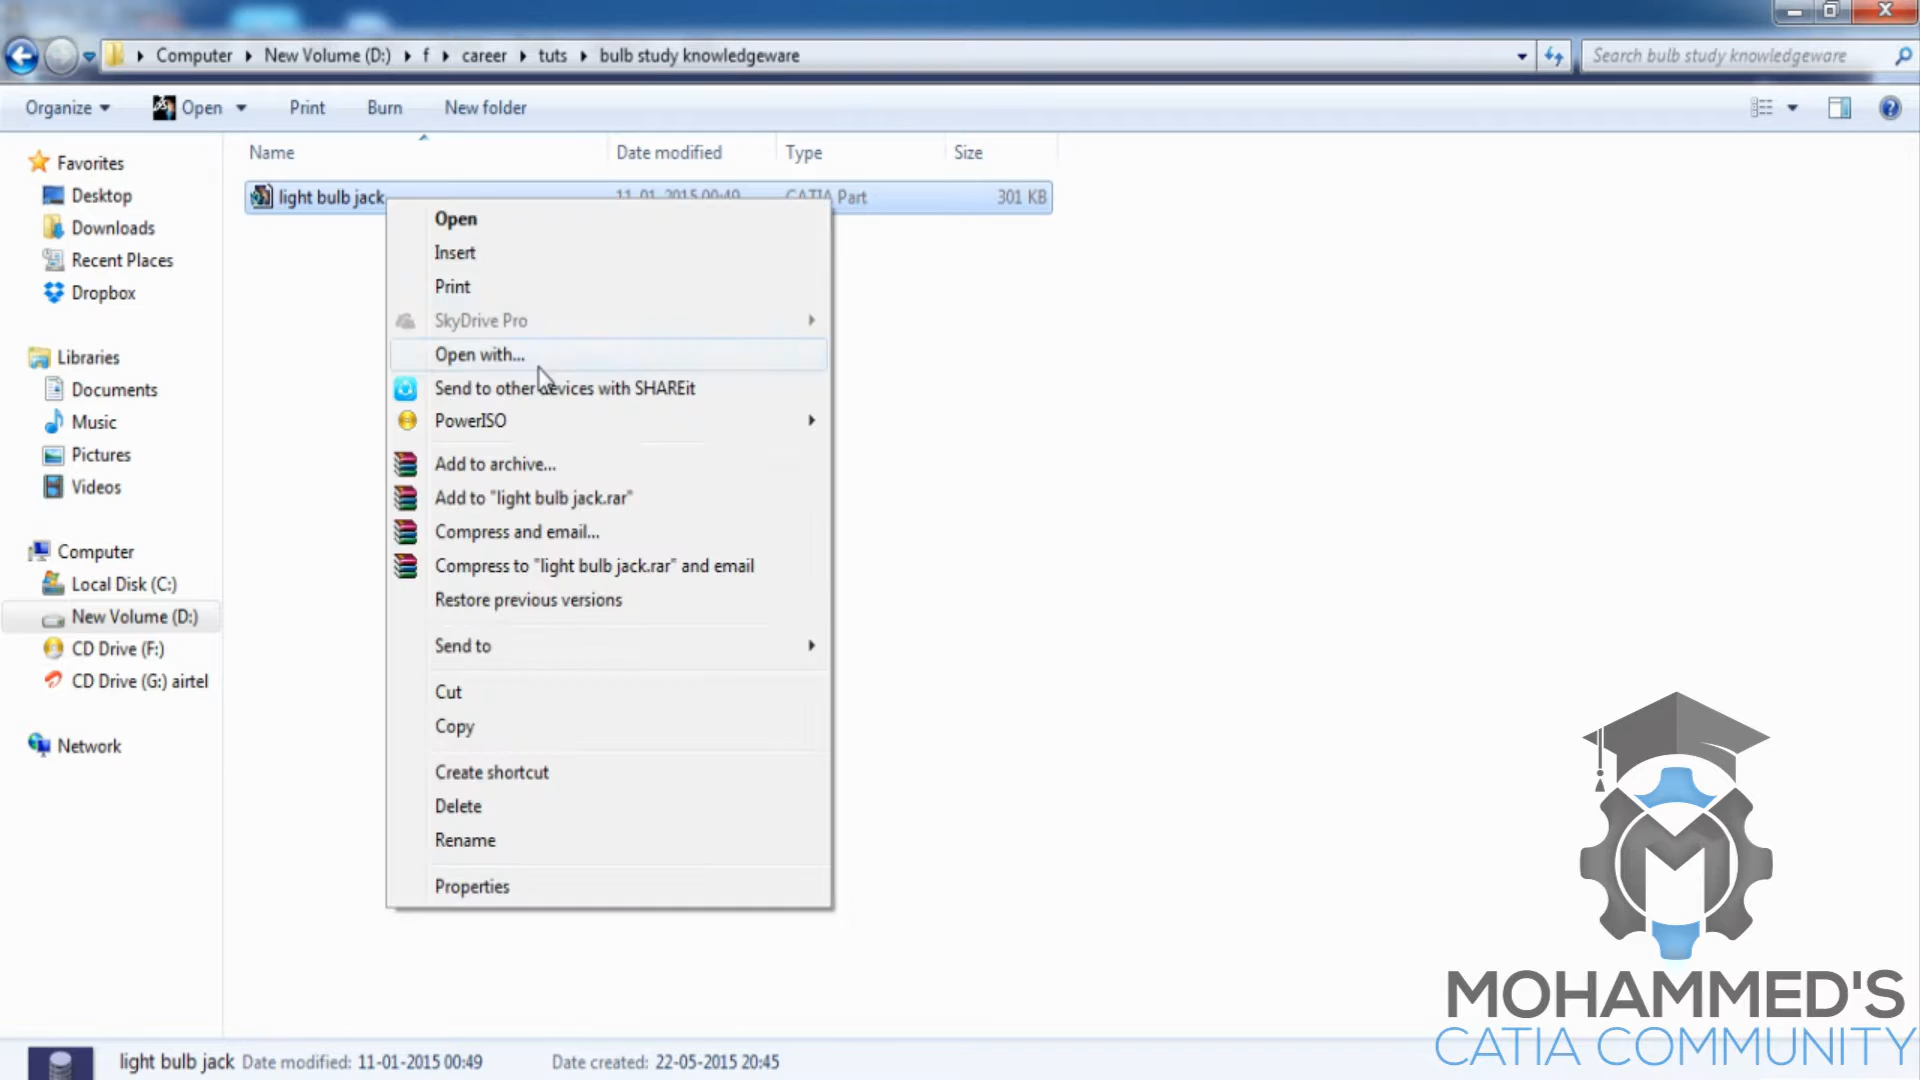 Computer New Volume (D:) f career tuts bulb study knowledgeware
Search bulb study knowledgeware
Organize Open Print Burn New folder
Name Date modified Type Size
light bulb jack 11-01-2015 00:49 CATIA Part 301 KB
Favorites
Desktop
Downloads
Recent Places
Dropbox
Libraries
Documents
Music
Pictures
Videos
Computer
Local Disk (C:)
New Volume (D:)
CD Drive (F:)
CD Drive (G:) airtel
Network
Open
Insert
Print
SkyDrive Pro
Open with...
Send to other devices with SHAREit
PowerISO
Add to archive...
Add to "light bulb jack.rar"
Compress and email...
Compress to "light bulb jack.rar" and email
Restore previous versions
Send to
Cut
Copy
Create shortcut
Delete
Rename
Properties
MOHAMMED'S
CATIA COMMUNITY
light bulb jack Date modified: 11-01-2015 00:49 Date created: 22-05-2015 20:45